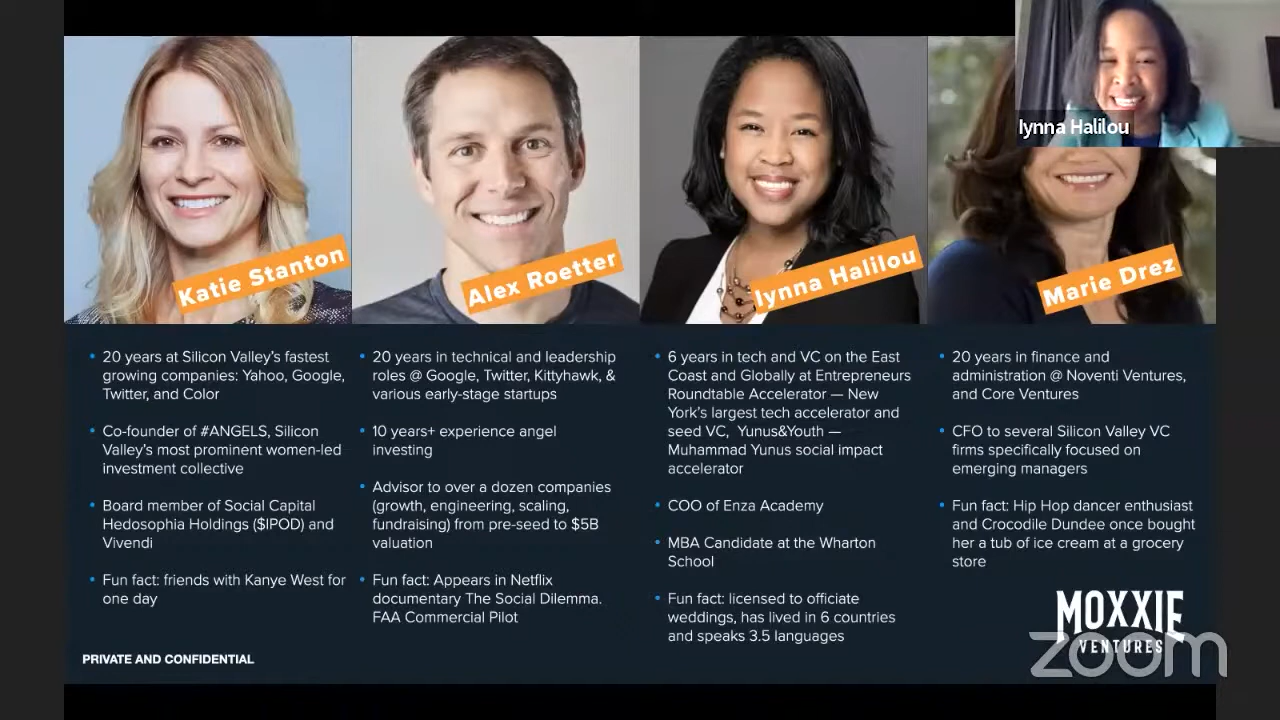 lynna Halilou
Katie Stanton
Alex Roetter
lynna Halilou
Marie Drez
• 20 years at Silicon Valley's fastest
growing companies: Yahoo, Google,
Twitter, and Color
• Co-founder of #ANGELS, Silicon
Valley's most prominent women-led
investment collective
• Board member of Social Capital
Hedosophia Holdings ($IPOD) and
Vivendi
• Fun fact: friends with Kanye West for
one day
• 20 years in technical and leadership
roles @ Google, Twitter, Kittyhawk, &
various early-stage startups
• 10 years+ experience angel
investing
• Advisor to over a dozen companies
(growth, engineering, scaling,
fundraising) from pre-seed to $5B
valuation
• Fun fact: Appears in Netflix
documentary The Social Dilemma.
FAA Commercial Pilot
• 6 years in tech and VC on the East
Coast and Globally at Entrepreneurs
Roundtable Accelerator — New
York's largest tech accelerator and
seed VC, Yunus&Youth —
Muhammad Yunus social impact
accelerator
• COO of Enza Academy
• MBA Candidate at the Wharton
School
• Fun fact: licensed to officiate
weddings, has lived in 6 countries
and speaks 3.5 languages
• 20 years in finance and
administration @ Noventi Ventures,
and Core Ventures
• CFO to several Silicon Valley VC
firms specifically focused on
emerging managers
• Fun fact: Hip Hop dancer enthusiast
and Crocodile Dundee once bought
her a tub of ice cream at a grocery
store
MOXXIE
VENTURES
zoom
PRIVATE AND CONFIDENTIAL